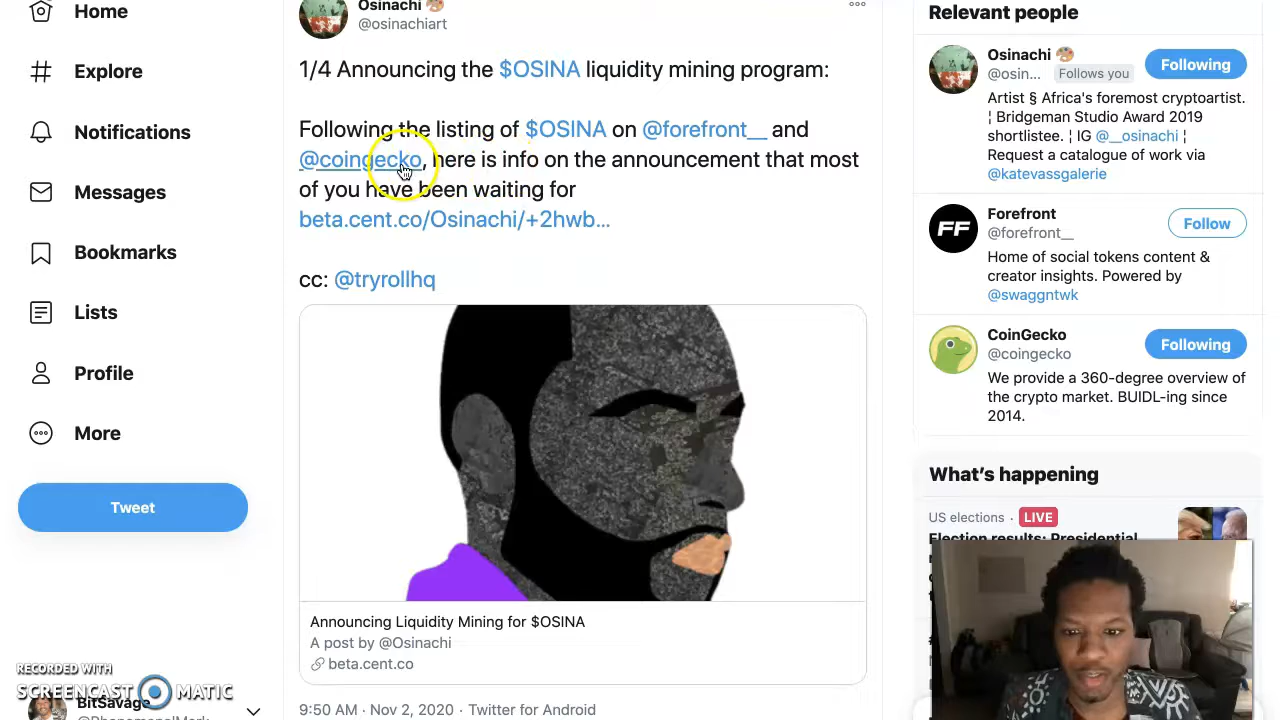 Home
Explore
Notifications
Messages
Bookmarks
Lists
Profile
More
Tweet
RECORDED WITH
SCREENCAST MATIC
BitSavage
Osinachi
@osinachiart
1/4 Announcing the $OSINA liquidity mining program:
Following the listing of $OSINA on @forefront__ and
@coingecko, here is info on the announcement that most
of you have been waiting for
beta.cent.co/Osinachi/+2hwb...
cc: @tryrollhq
Announcing Liquidity Mining for $OSINA
A post by @Osinachi
beta.cent.co
9:50 AM · Nov 2, 2020 · Twitter for Android
Relevant people
Osinachi
@osin... Follows you
Following
Artist § Africa's foremost cryptoartist.
¦ Bridgeman Studio Award 2019
shortlistee. ¦ IG @__osinachi ¦
Request a catalogue of work via
@katevassgalerie
Forefront
@forefront__
Follow
Home of social tokens content &
creator insights. Powered by
@swaggntwk
FF
CoinGecko
@coingecko
Following
We provide a 360-degree overview of
the crypto market. BUIDL-ing since
2014.
What's happening
US elections · LIVE
Election results: Presidential